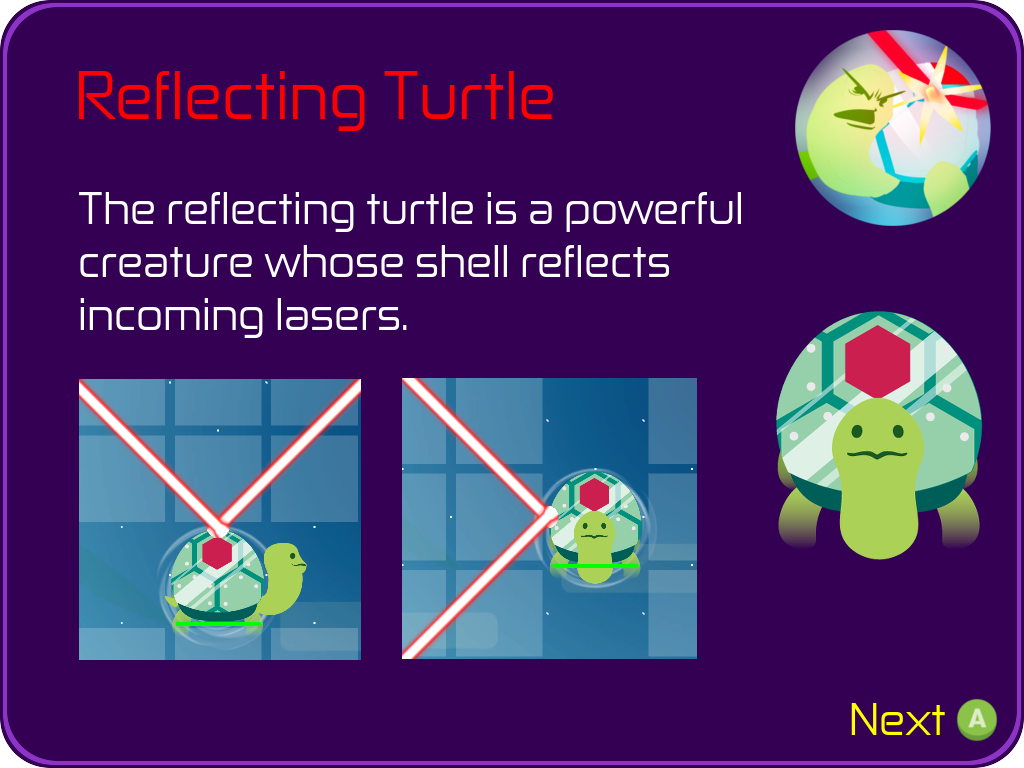 Reflecting Turtle
The reflecting turtle is a powerful
creature whose shell reflects
incoming lasers.
Next A